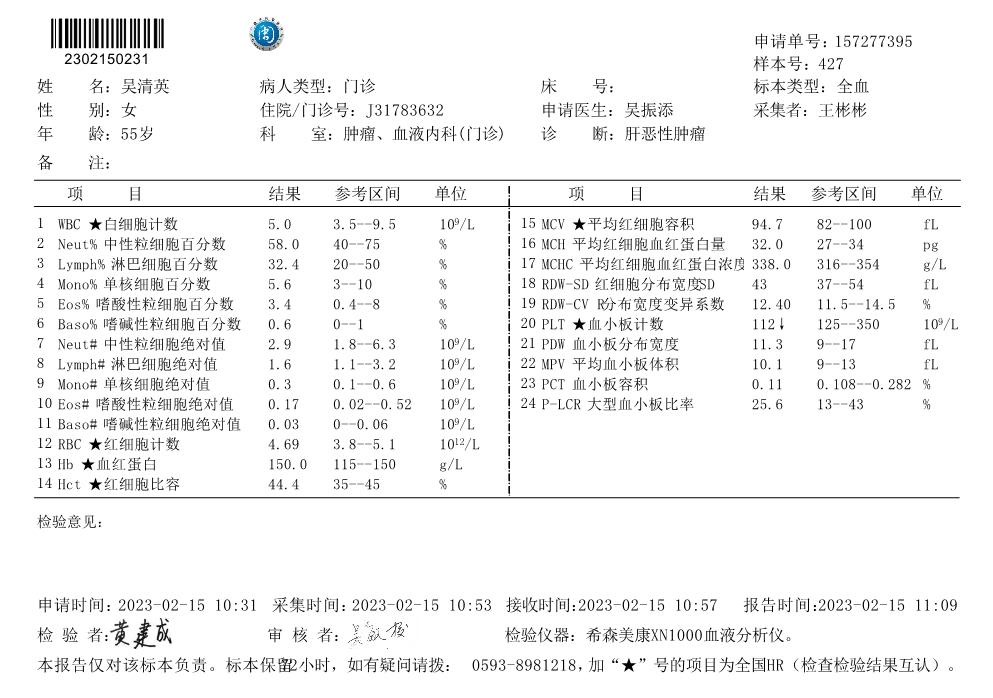 2302150231
申请单号：157277395
样本号：427
姓 名：吴清英 病人类型：门诊 床 号： 标本类型：全血
性 别：女 住院/门诊号：J31783632 申请医生：吴振添 采集者：王彬彬
年 龄：55岁 科 室：肿瘤、血液内科(门诊) 诊 断：肝恶性肿瘤
备 注：
项 目 结果 参考区间 单位 项 目 结果 参考区间 单位
1 WBC ★白细胞计数 5.0 3.5--9.5 10⁹/L 15 MCV ★平均红细胞容积 94.7 82--100 fL
2 Neut% 中性粒细胞百分数 58.0 40--75 % 16 MCH 平均红细胞血红蛋白量 32.0 27--34 pg
3 Lymph% 淋巴细胞百分数 32.4 20--50 % 17 MCHC 平均红细胞血红蛋白浓度 338.0 316--354 g/L
4 Mono% 单核细胞百分数 5.6 3--10 % 18 RDW-SD 红细胞分布宽度SD 43 37--54 fL
5 Eos% 嗜酸性粒细胞百分数 3.4 0.4--8 % 19 RDW-CV R分布宽度变异系数 12.40 11.5--14.5 %
6 Baso% 嗜碱性粒细胞百分数 0.6 0--1 % 20 PLT ★血小板计数 112↓ 125--350 10⁹/L
7 Neut# 中性粒细胞绝对值 2.9 1.8--6.3 10⁹/L 21 PDW 血小板分布宽度 11.3 9--17 fL
8 Lymph# 淋巴细胞绝对值 1.6 1.1--3.2 10⁹/L 22 MPV 平均血小板体积 10.1 9--13 fL
9 Mono# 单核细胞绝对值 0.3 0.1--0.6 10⁹/L 23 PCT 血小板容积 0.11 0.108--0.282 %
10 Eos# 嗜酸性粒细胞绝对值 0.17 0.02--0.52 10⁹/L 24 P-LCR 大型血小板比率 25.6 13--43 %
11 Baso# 嗜碱性粒细胞绝对值 0.03 0--0.06 10⁹/L
12 RBC ★红细胞计数 4.69 3.8--5.1 10¹²/L
13 Hb ★血红蛋白 150.0 115--150 g/L
14 Hct ★红细胞比容 44.4 35--45 %
检验意见：
申请时间：2023-02-15 10:31 采集时间：2023-02-15 10:53 接收时间：2023-02-15 10:57 报告时间：2023-02-15 11:09
检 验 者：黄建成 审 核 者： 检验仪器：希森美康XN1000血液分析仪。
本报告仅对该标本负责。标本保留12小时，如有疑问请拨： 0593-8981218，加“★”号的项目为全国HR（检查检验结果互认）。